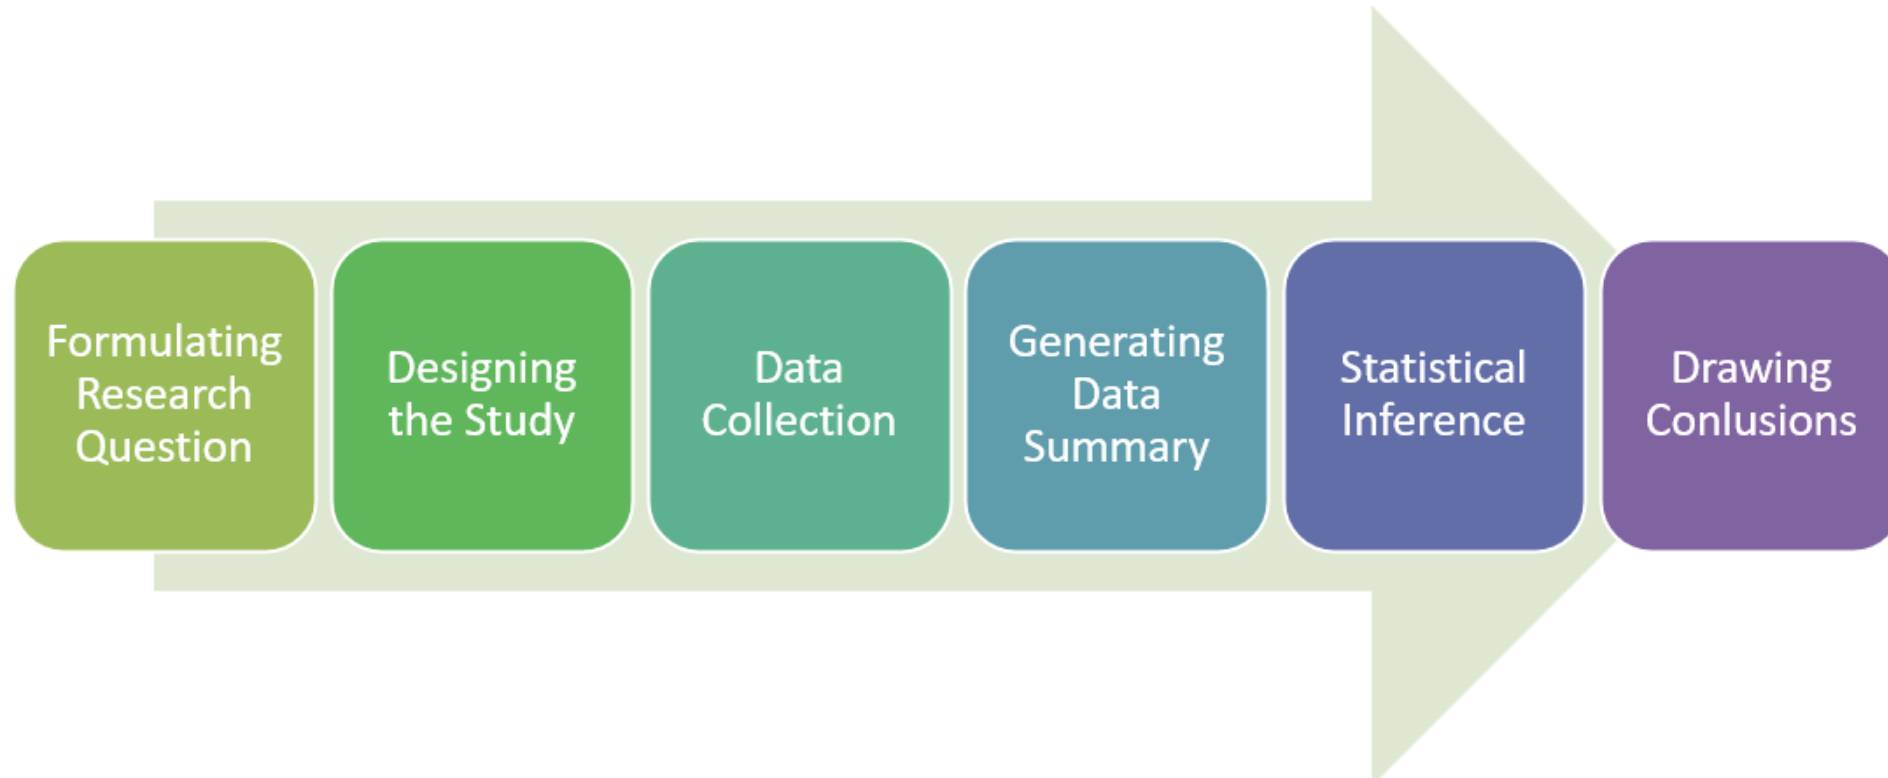 Formulating
Research
Question
Designing
the Study
Data
Collection
Generating
Data
Summary
Statistical
Inference
Drawing
Conlusions